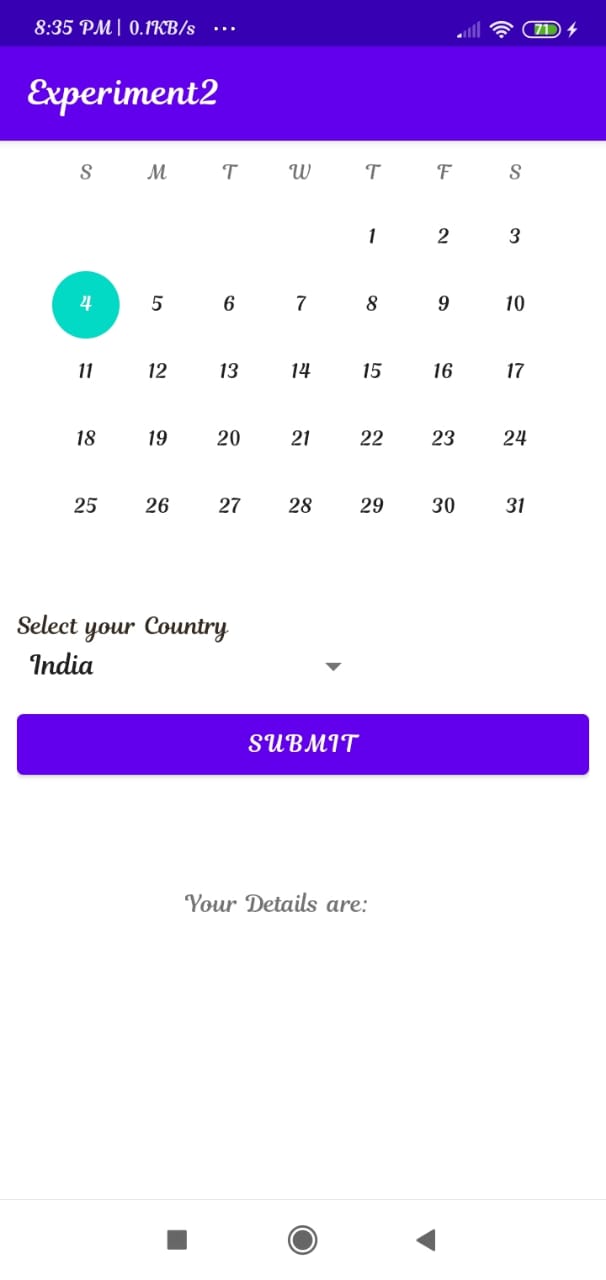 8:35 PM | 0.1KB/s ... 71
Experiment2
S M T W T F S
1 2 3
4 5 6 7 8 9 10
11 12 13 14 15 16 17
18 19 20 21 22 23 24
25 26 27 28 29 30 31
Select your Country
India
SUBMIT
Your Details are: